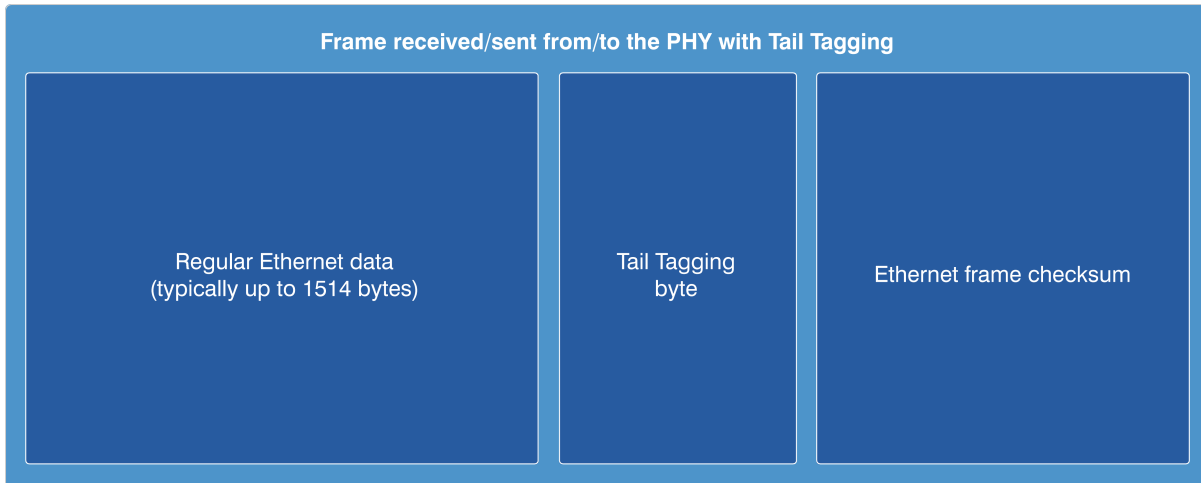 Frame received/sent from/to the PHY with Tail Tagging
Regular Ethernet data
(typically up to 1514 bytes)
Tail Tagging
byte
Ethernet frame checksum